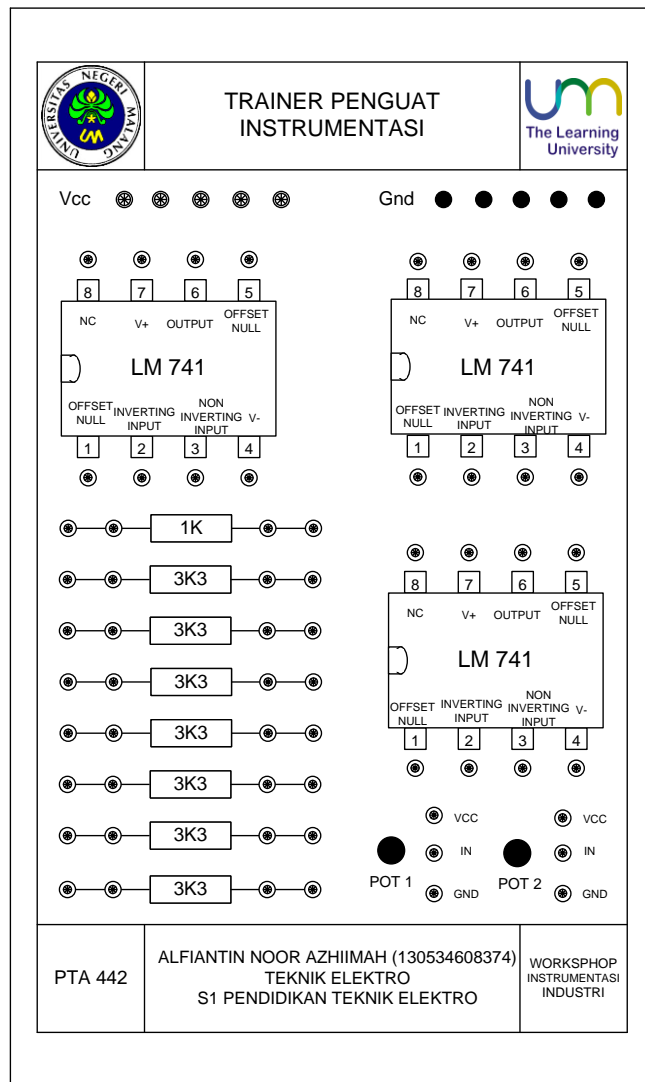 UNIVERSITAS NEGERI MALANG
UM
TRAINER PENGUAT
INSTRUMENTASI
um
The Learning
University
Vcc
Gnd
8 7 6 5
NC V+ OUTPUT OFFSET
NULL
LM 741
OFFSET
NULL
INVERTING
INPUT
NON
INVERTING
INPUT
V-
1 2 3 4
8 7 6 5
NC V+ OUTPUT OFFSET
NULL
LM 741
OFFSET
NULL
INVERTING
INPUT
NON
INVERTING
INPUT
V-
1 2 3 4
1K
3K3
3K3
3K3
3K3
3K3
3K3
3K3
8 7 6 5
NC V+ OUTPUT OFFSET
NULL
LM 741
OFFSET
NULL
INVERTING
INPUT
NON
INVERTING
INPUT
V-
1 2 3 4
POT 1
VCC
IN
GND
POT 2
VCC
IN
GND
PTA 442
ALFIANTIN NOOR AZHIIMAH (130534608374)
TEKNIK ELEKTRO
S1 PENDIDIKAN TEKNIK ELEKTRO
WORKSPHOP
INSTRUMENTASI
INDUSTRI